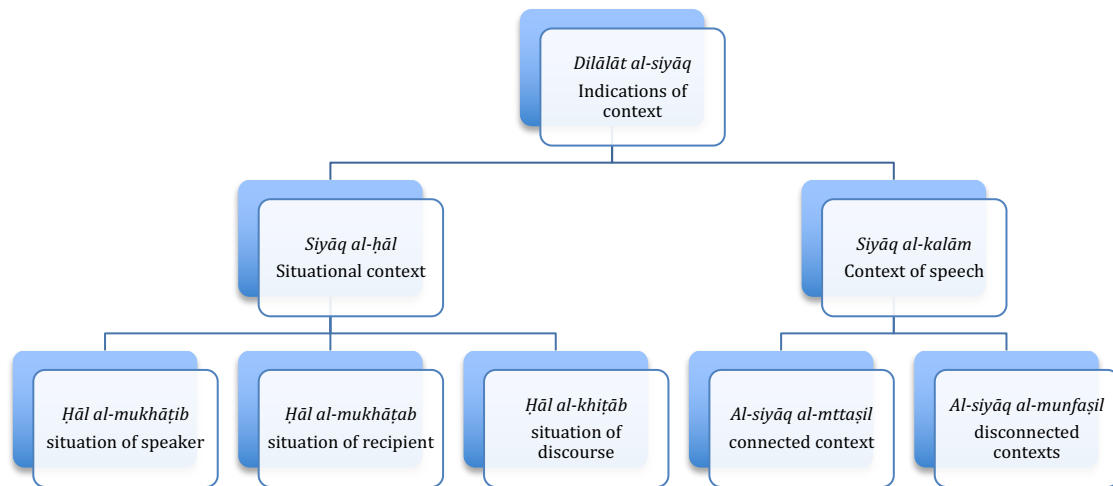 Dilālāt al-siyāq
Indications of
context
Siyāq al-ḥāl
Situational context
Siyāq al-kalām
Context of speech
Ḥāl al-mukhāṭib
situation of speaker
Ḥāl al-mukhāṭab
situation of recipient
Ḥāl al-khiṭāb
situation of
discourse
Al-siyāq al-mttaṣil
connected context
Al-siyāq al-munfaṣil
disconnected
contexts